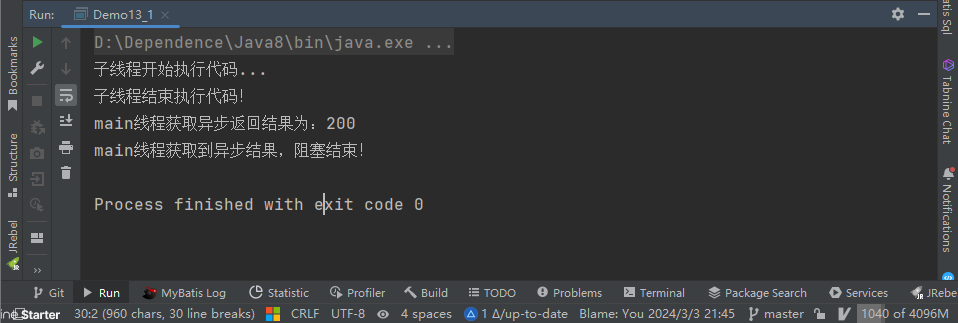 Run: Demo13_1
D:\Dependence\Java8\bin\java.exe ...
子线程开始执行代码...
子线程结束执行代码!
main线程获取异步返回结果为: 200
main线程获取到异步结果, 阻塞结束!
Process finished with exit code 0
Bookmarks
Structure
JRebel
atis Sql
Tabnine Chat
Notifications
Git Run MyBatis Log Statistic Profiler Build TODO Problems Terminal Package Search Services JRebe
Starter 30:2 (960 chars, 30 line breaks) CRLF UTF-8 4 spaces 1 Δ/up-to-date Blame: You 2024/3/3 21:45 master 1040 of 4096M